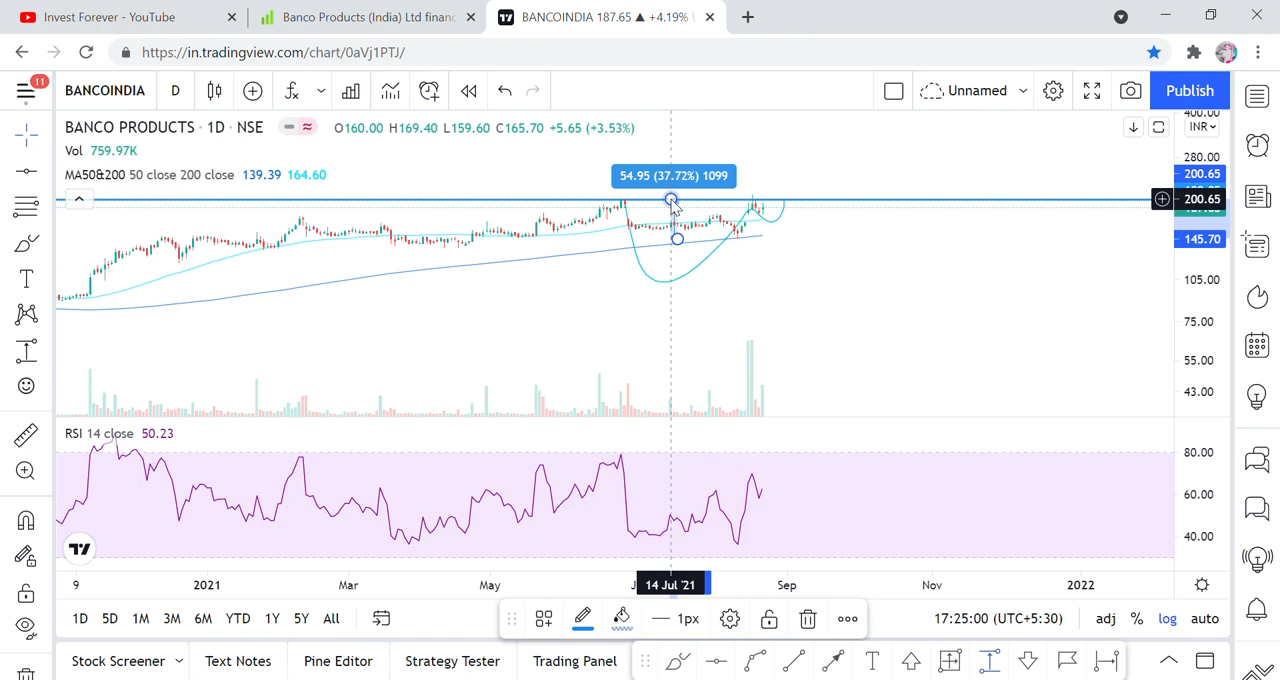 Invest Forever - YouTube
Banco Products (India) Ltd financ
BANCOINDIA 187.65 ▲ +4.19%
https://in.tradingview.com/chart/0aVj1PTJ/
11
BANCOINDIA
D
Unnamed
Publish
BANCO PRODUCTS · 1D · NSE
O160.00 H169.40 L159.60 C165.70 +5.65 (+3.53%)
Vol 759.97K
MA50&200 50 close 200 close 139.39 164.60
54.95 (37.72%) 1099
400.00
INR
280.00
200.65
200.65
145.70
105.00
75.00
55.00
43.00
RSI 14 close 50.23
80.00
60.00
40.00
9
2021
Mar
May
14 Jul '21
Sep
Nov
2022
1D 5D 1M 3M 6M YTD 1Y 5Y All
1px
17:25:00 (UTC+5:30)
adj % log auto
Stock Screener
Text Notes
Pine Editor
Strategy Tester
Trading Panel